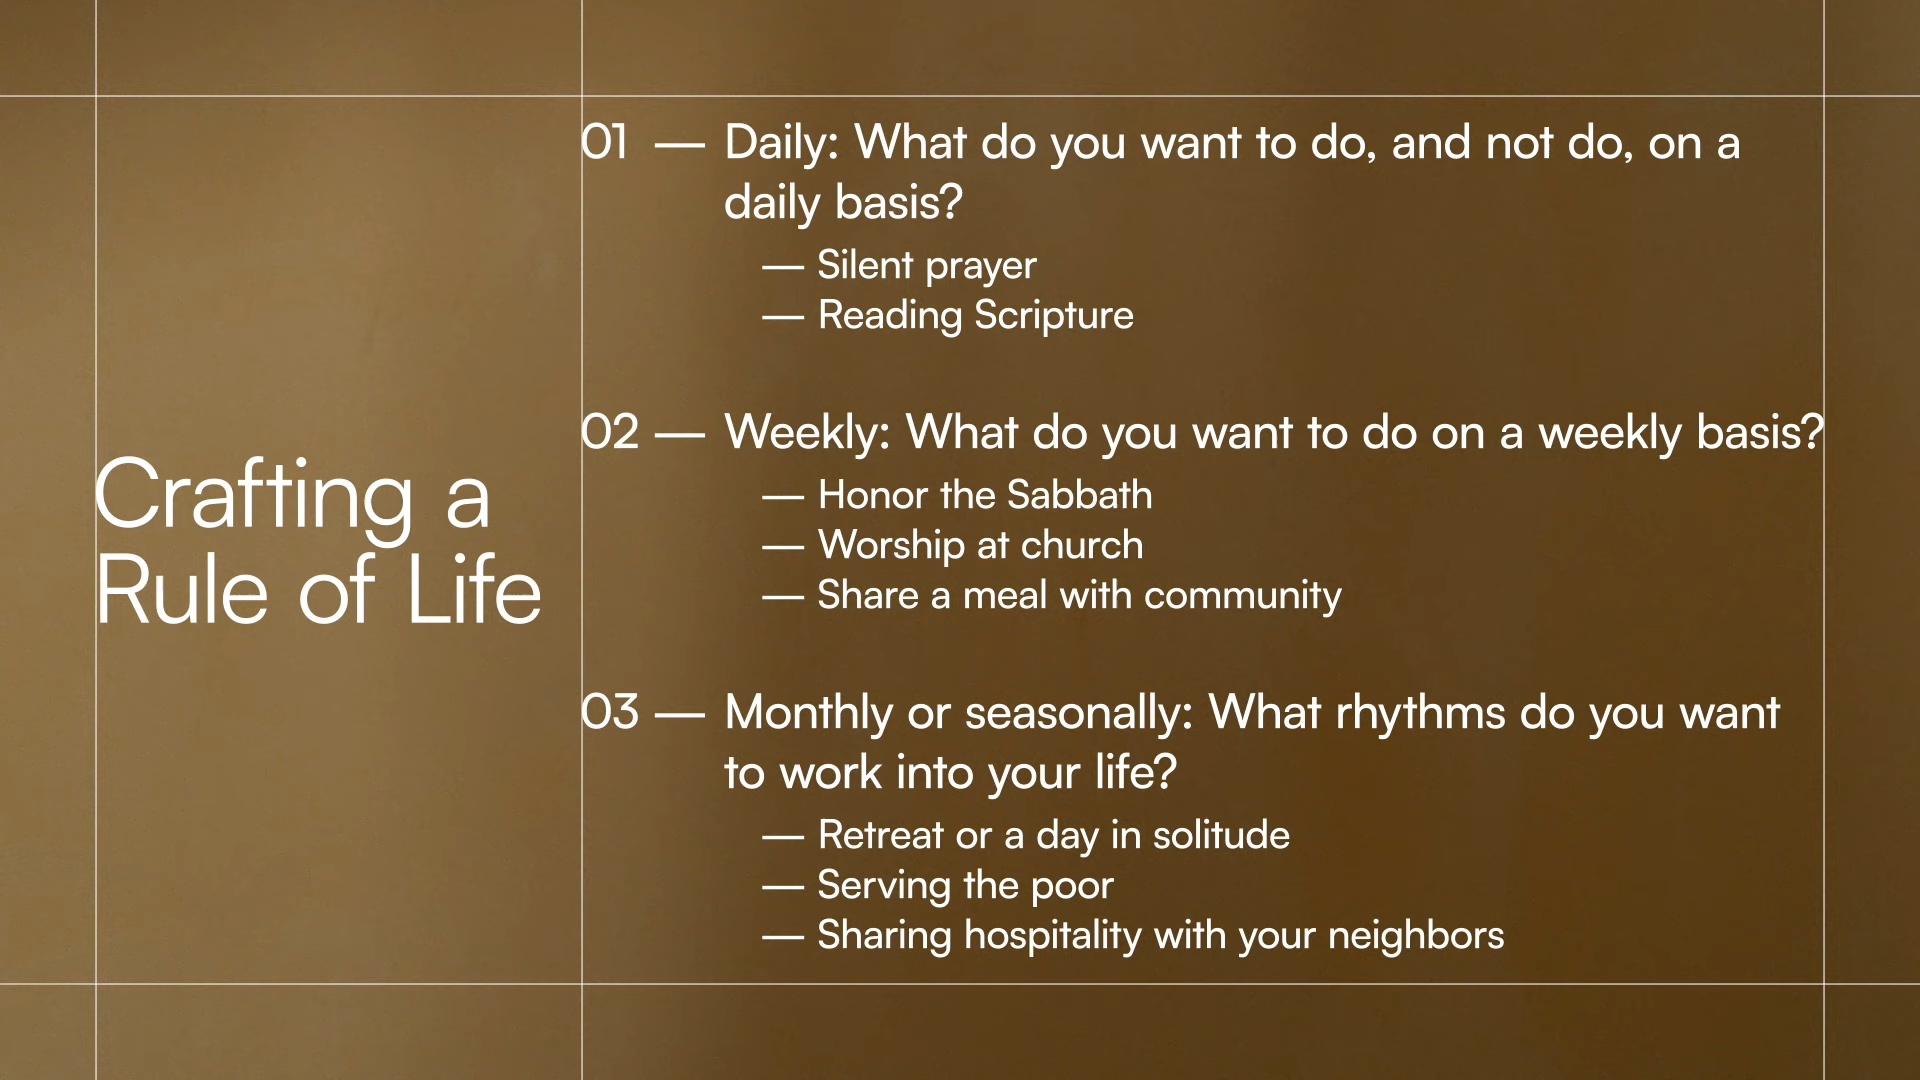 Crafting a
Rule of Life
01 — Daily: What do you want to do, and not do, on a
daily basis?
— Silent prayer
— Reading Scripture
02 — Weekly: What do you want to do on a weekly basis?
— Honor the Sabbath
— Worship at church
— Share a meal with community
03 — Monthly or seasonally: What rhythms do you want
to work into your life?
— Retreat or a day in solitude
— Serving the poor
— Sharing hospitality with your neighbors